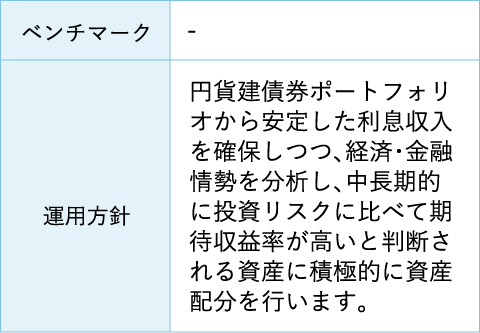 ベンチマーク
-
運用方針
円貨建債券ポートフォリ
オから安定した利息収入
を確保しつつ、経済・金融
情勢を分析し、中長期的
に投資リスクに比べて期
待収益率が高いと判断さ
れる資産に積極的に資産
配分を行います。